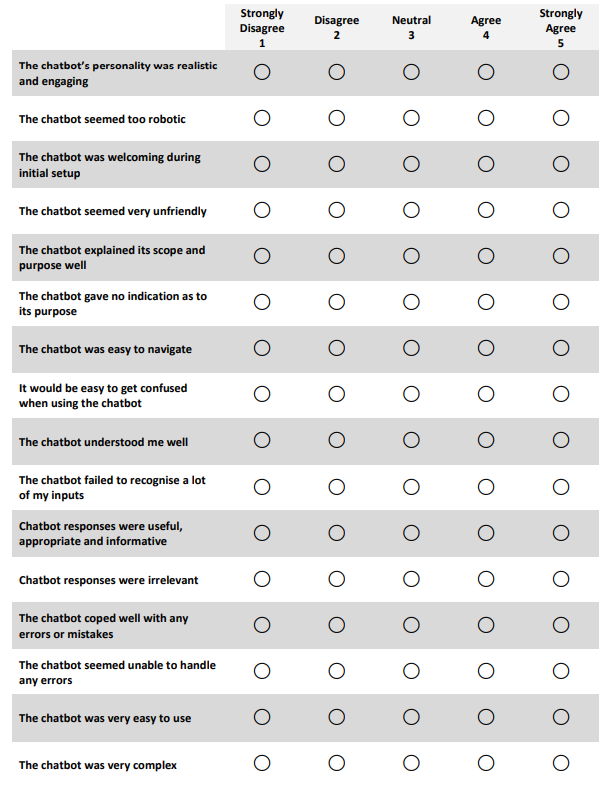 Strongly Disagree 1
Disagree 2
Neutral 3
Agree 4
Strongly Agree 5
The chatbot's personality was realistic
and engaging
The chatbot seemed too robotic
The chatbot was welcoming during
initial setup
The chatbot seemed very unfriendly
The chatbot explained its scope and
purpose well
The chatbot gave no indication as to
its purpose
The chatbot was easy to navigate
It would be easy to get confused
when using the chatbot
The chatbot understood me well
The chatbot failed to recognise a lot
of my inputs
Chatbot responses were useful,
appropriate and informative
Chatbot responses were irrelevant
The chatbot coped well with any
errors or mistakes
The chatbot seemed unable to handle
any errors
The chatbot was very easy to use
The chatbot was very complex